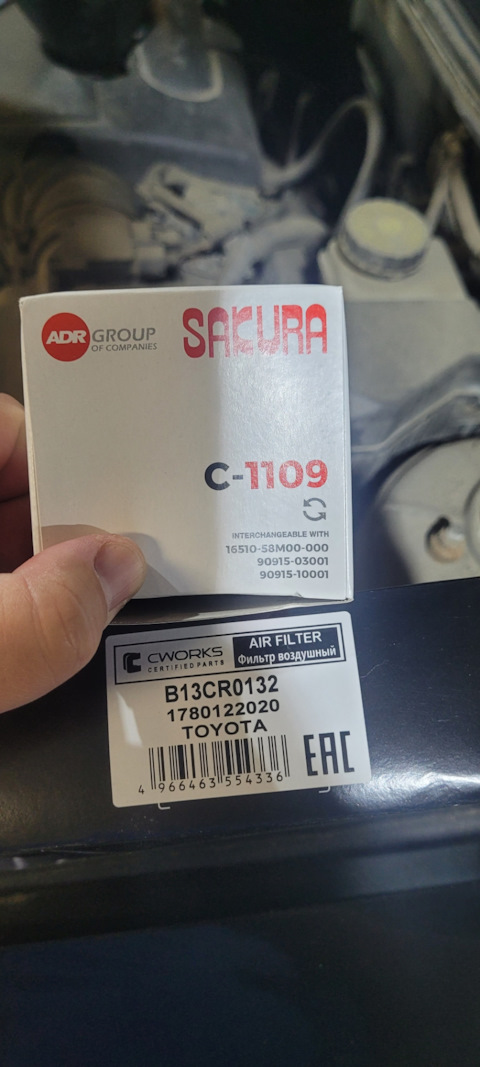 ADR GROUP
OF COMPANIES
SAKURA
C-1109
INTERCHANGEABLE WITH
16510-58M00-000
90915-03001
90915-10001
CWORKS
CERTIFIED PARTS
AIR FILTER
Фильтр воздушный
B13CR0132
1780122020
TOYOTA
EAC
4 966463 554336